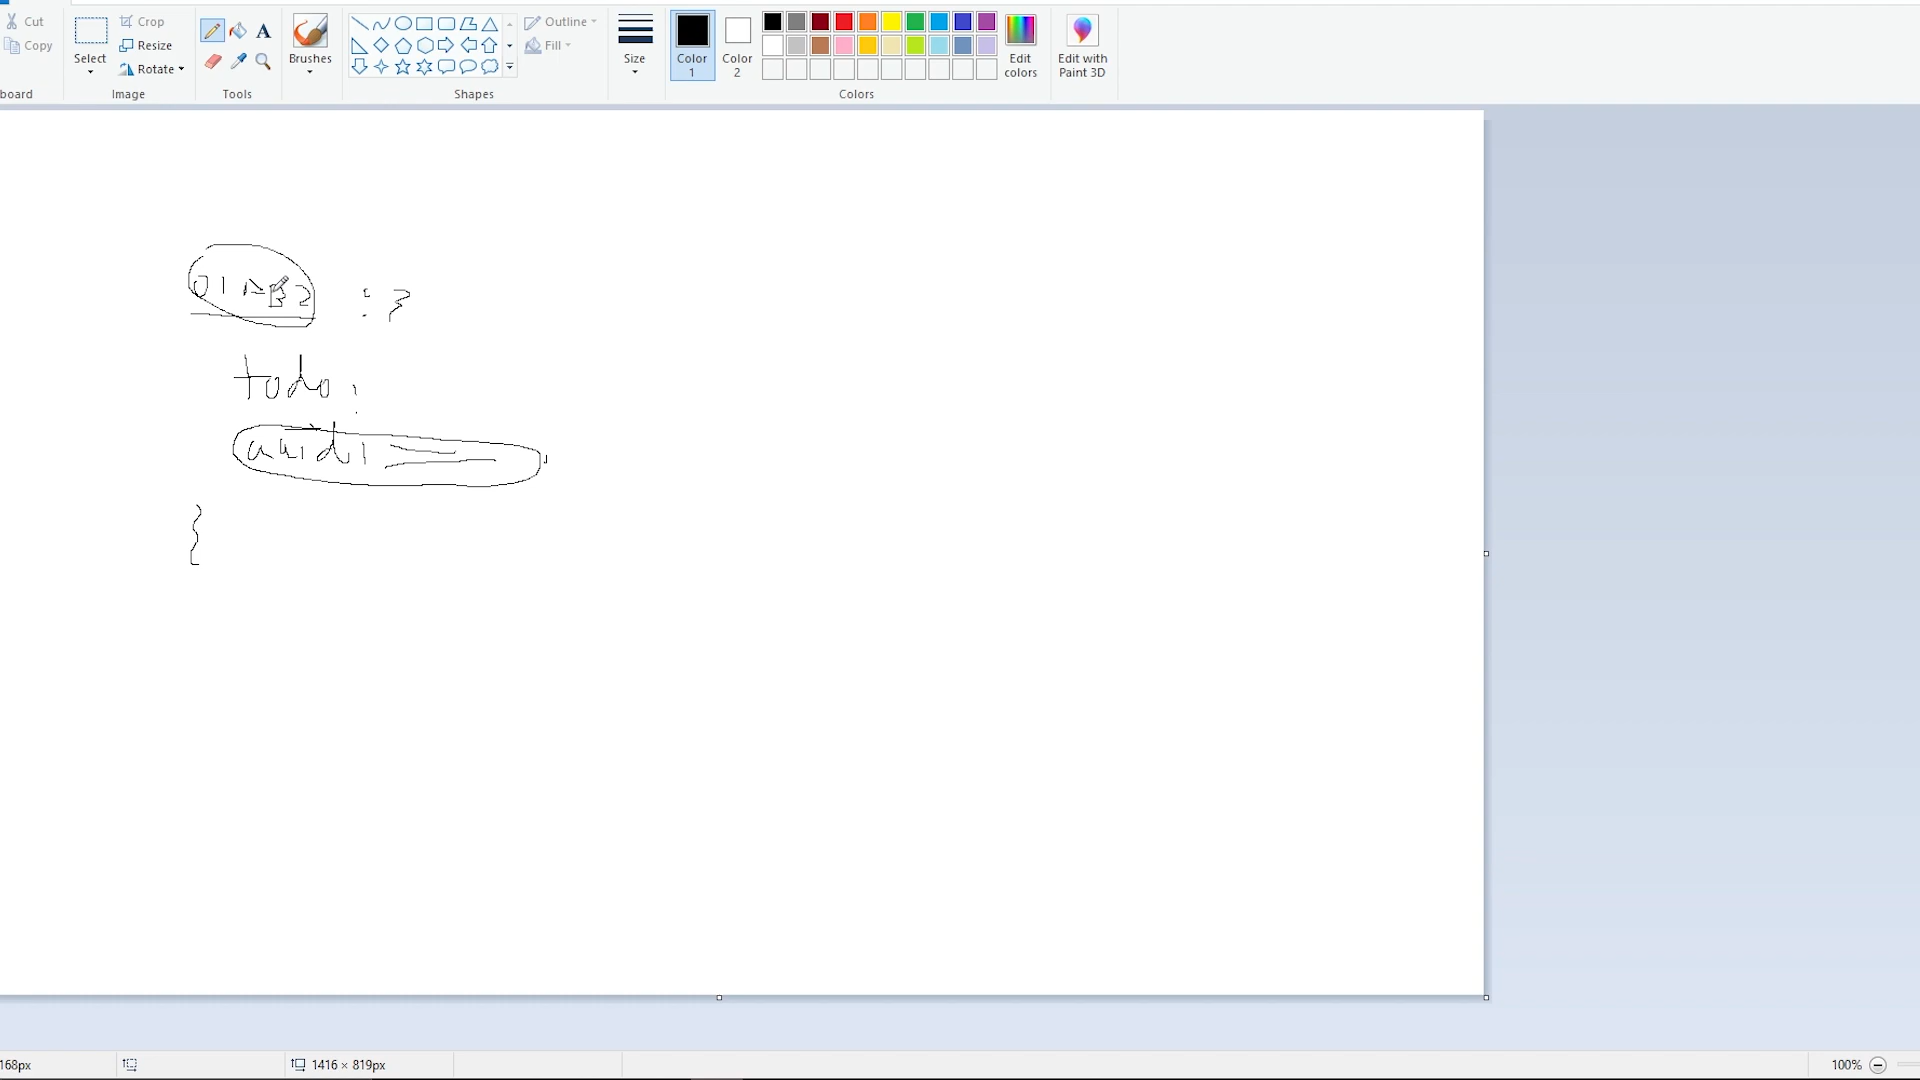 Cut
Copy
board
Select
Crop
Resize
Rotate
Image
Tools
Brushes
Shapes
Outline
Fill
Size
Color 1
Color 2
Edit colors
Colors
Edit with Paint 3D
: }
todo:
}
168px
1416 × 819px
100%